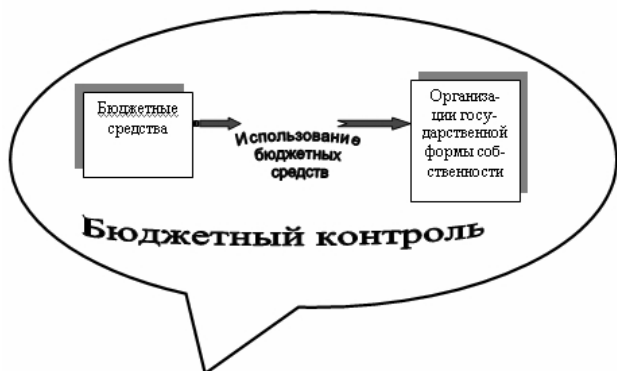 Бюджетные
средства
Использование
бюджетных
средств
Организа-
ции госу-
дарственной
формы соб-
ственности
Бюджетный контроль